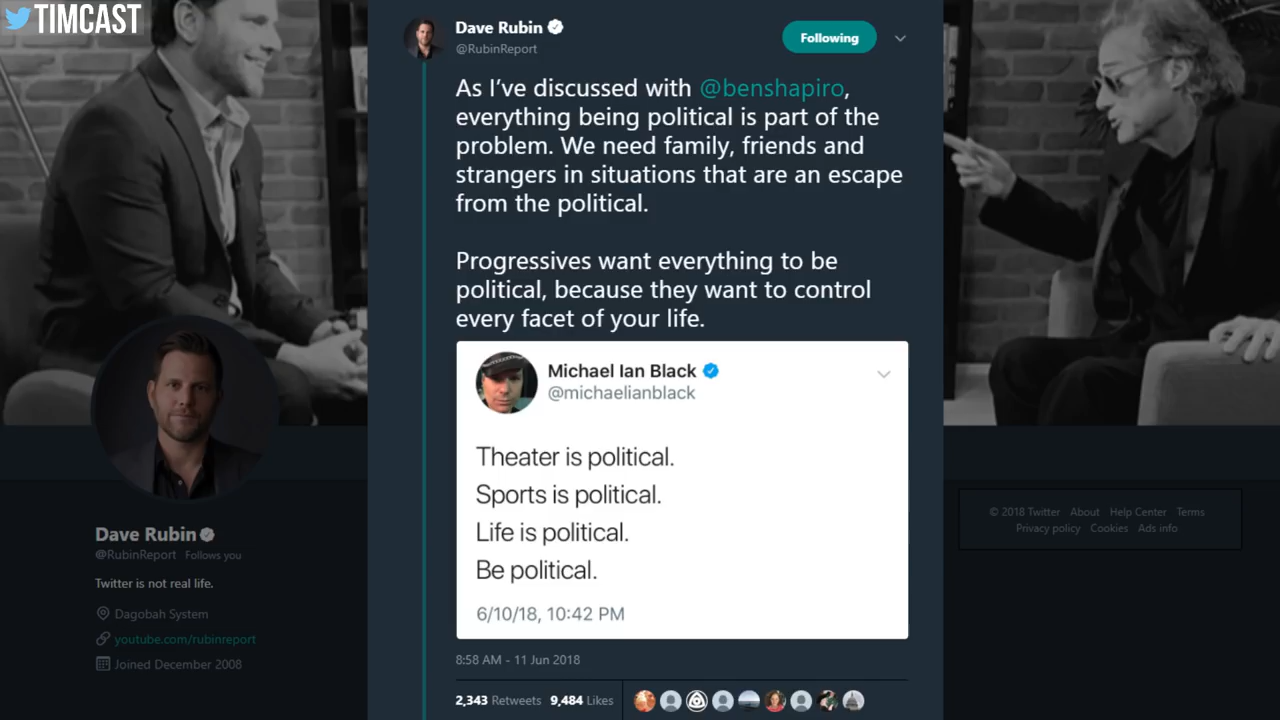 TIMCAST
Dave Rubin
@RubinReport
Following
As I've discussed with @benshapiro,
everything being political is part of the
problem. We need family, friends and
strangers in situations that are an escape
from the political.
Progressives want everything to be
political, because they want to control
every facet of your life.
Michael Ian Black
@michaelianblack
Theater is political.
Sports is political.
Life is political.
Be political.
6/10/18, 10:42 PM
8:58 AM - 11 Jun 2018
2,343 Retweets 9,484 Likes
Dave Rubin
@RubinReport Follows you
Twitter is not real life.
Dagobah System
youtube.com/rubinreport
Joined December 2008
© 2018 Twitter About Help Center Terms
Privacy policy Cookies Ads info